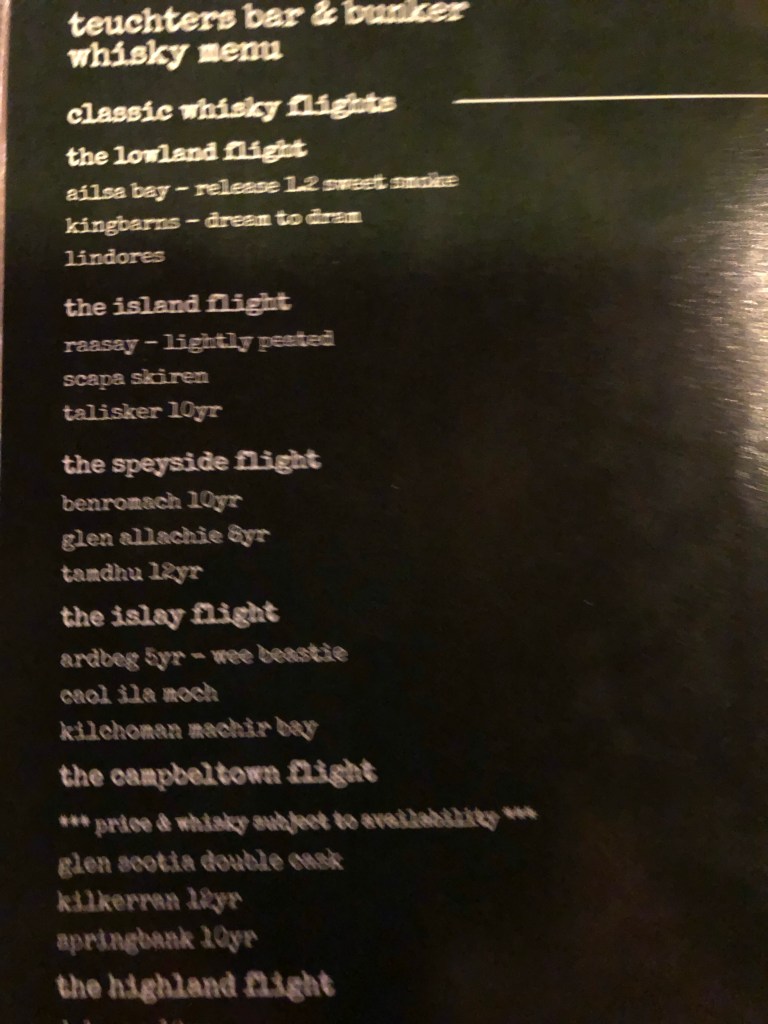 teuchters bar & bunker
whisky menu
classic whisky flights
the lowland flight
ailsa bay - release 1.2 sweet smoke
kingbarns - dream to dram
lindores
the island flight
raasay - lightly peated
scapa skiren
talisker 10yr
the speyside flight
benromach 10yr
glen allachie 8yr
tamdhu 12yr
the islay flight
ardbeg 5yr - wee beastie
caol ila moch
kilchoman machir bay
the campbeltown flight
*** price & whisky subject to availability ***
glen scotia double cask
kilkerran 12yr
springbank 10yr
the highland flight